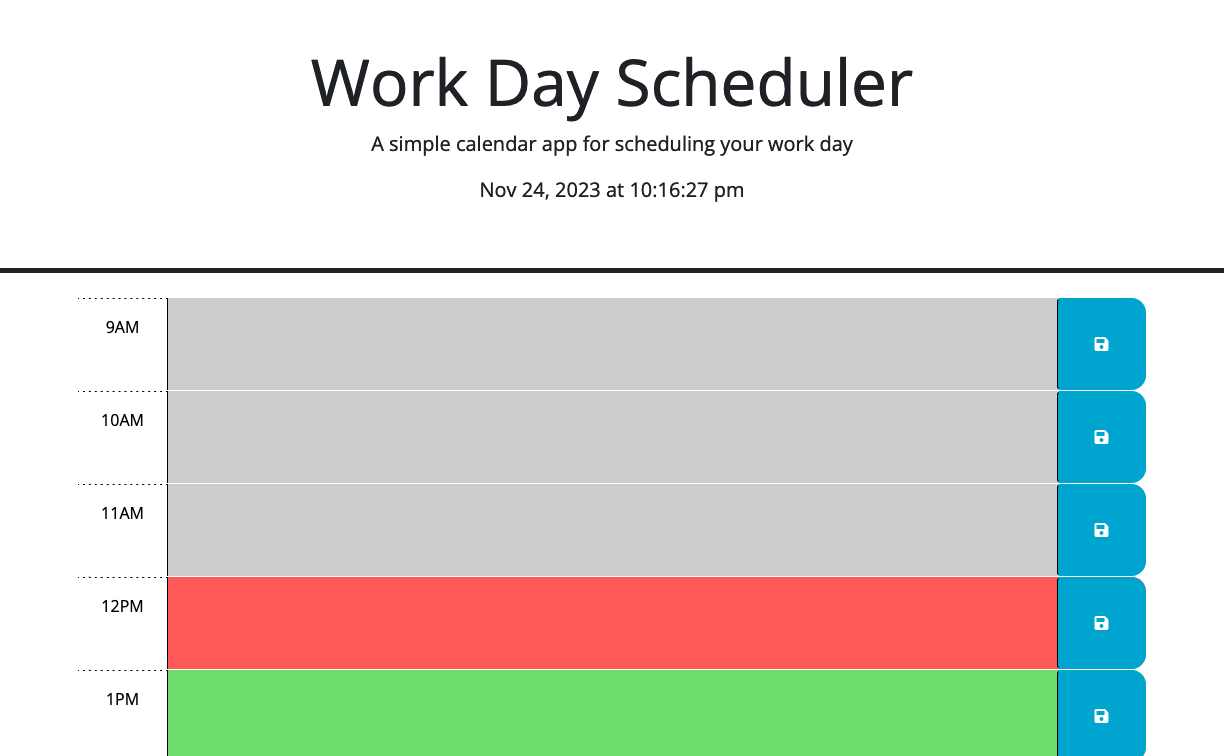 Work Day Scheduler
A simple calendar app for scheduling your work day
Nov 24, 2023 at 10:16:27 pm
9AM
10AM
11AM
12PM
1PM